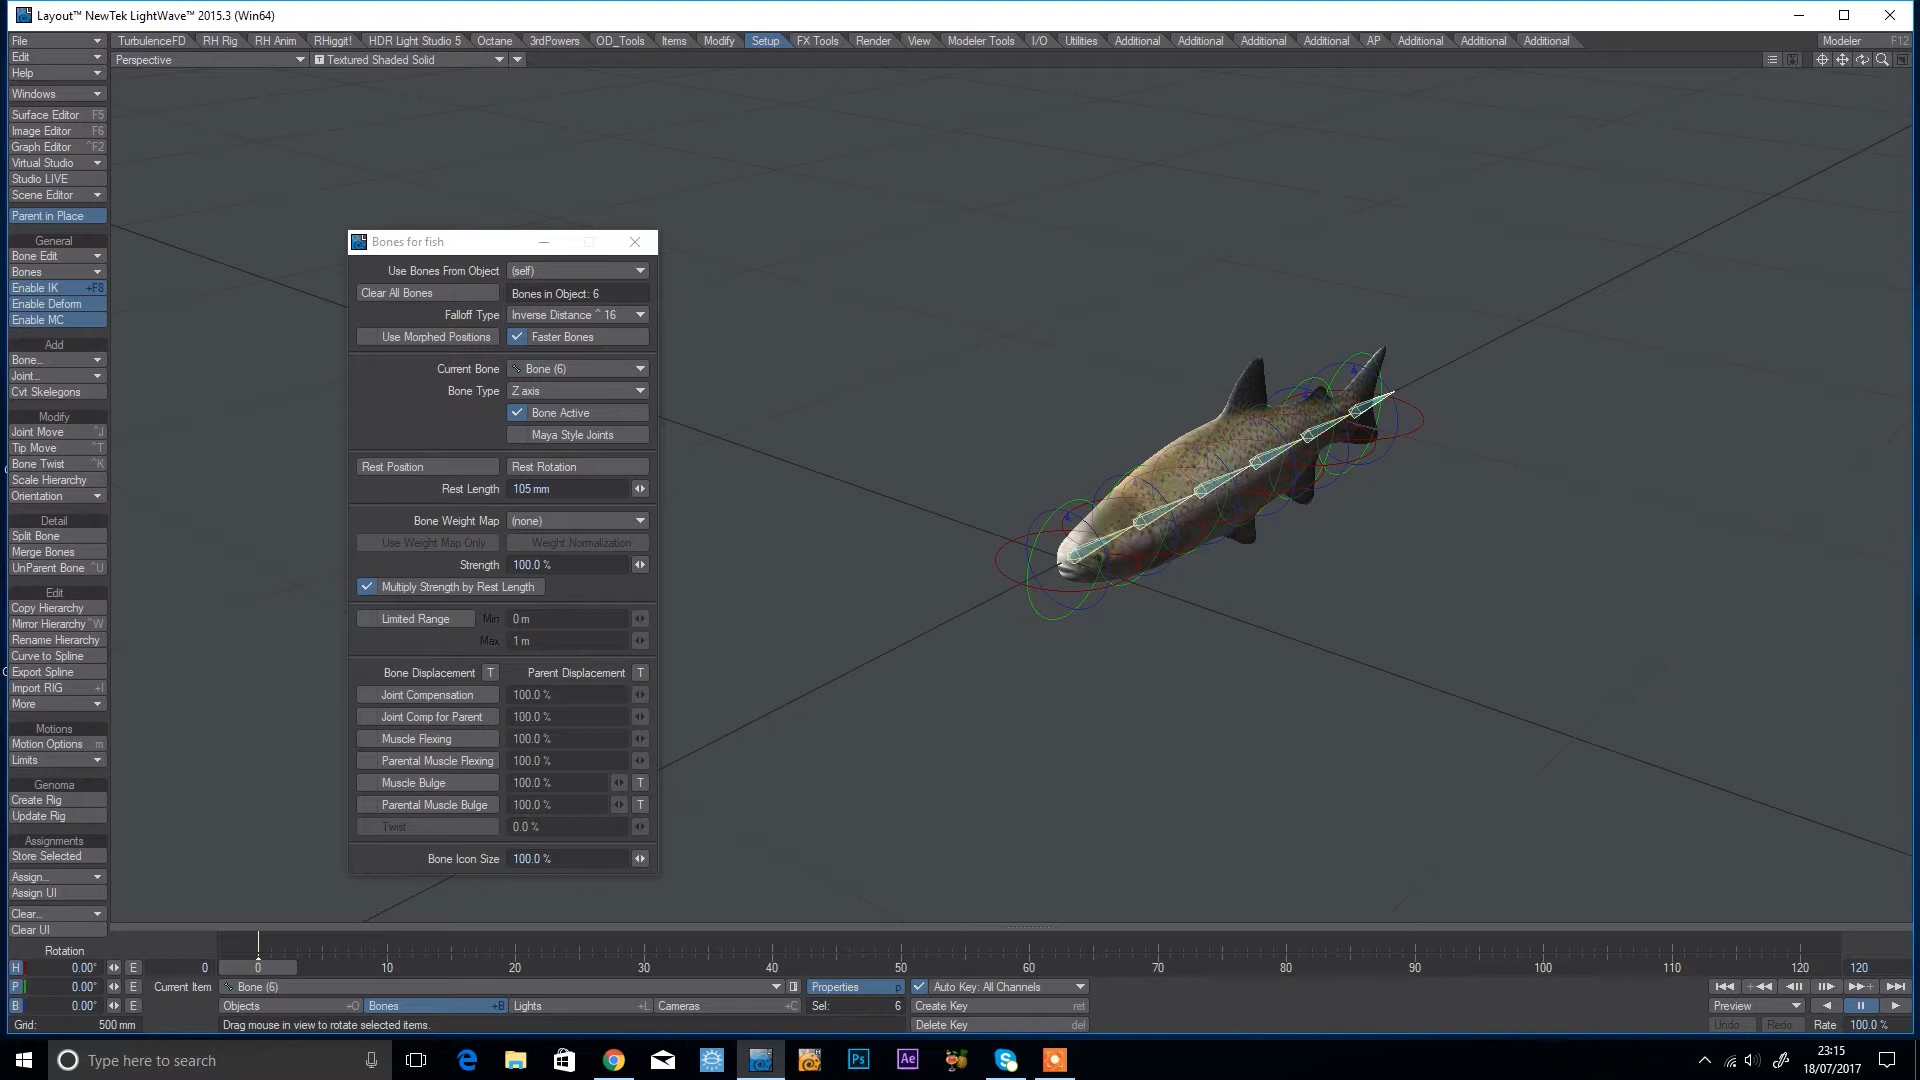 Layout™ NewTek LightWave™ 2015.3 (Win64)
File TurbulenceFD RH Rig RH Anim RHiggit! HDR Light Studio 5 Octane 3rdPowers OD_Tools Items Modify Setup FX Tools Render View Modeler Tools I/O Utilities Additional Additional Additional Additional AP Additional Additional Additional Modeler F12
Edit Perspective Textured Shaded Solid
Help
Windows
Surface Editor F5
Image Editor F6
Graph Editor ^F2
Virtual Studio
Studio LIVE
Scene Editor
Parent in Place
General
Bone Edit
Bones
Enable IK +F8
Enable Deform
Enable MC
Add
Bone...
Joint...
Cvt Skelegons
Modify
Joint Move ^J
Tip Move ^T
Bone Twist ^K
Scale Hierarchy
Orientation
Detail
Split Bone
Merge Bones
UnParent Bone ^U
Edit
Copy Hierarchy
Mirror Hierarchy ^W
Rename Hierarchy
Curve to Spline
Export Spline
Import RIG +I
More
Motions
Motion Options m
Limits
Genoma
Create Rig
Update Rig
Assignments
Store Selected
Assign...
Assign UI
Clear...
Clear UI
Bones for fish
Use Bones From Object (self)
Clear All Bones Bones in Object: 6
Falloff Type Inverse Distance ^ 16
Use Morphed Positions Faster Bones
Current Bone Bone (6)
Bone Type Z axis
Bone Active
Maya Style Joints
Rest Position Rest Rotation
Rest Length 105 mm
Bone Weight Map (none)
Use Weight Map Only Weight Normalization
Strength 100.0 %
Multiply Strength by Rest Length
Limited Range Min 0 m
Max 1 m
Bone Displacement T Parent Displacement T
Joint Compensation 100.0 %
Joint Comp for Parent 100.0 %
Muscle Flexing 100.0 %
Parental Muscle Flexing 100.0 %
Muscle Bulge 100.0 % T
Parental Muscle Bulge 100.0 % T
Twist 0.0 %
Bone Icon Size 100.0 %
Rotation
H 0.00° E 0 0 10 20 30 40 50 60 70 80 90 100 110 120 120
P 0.00° E Current Item Bone (6) Properties p Auto Key: All Channels
B 0.00° E Objects +O Bones +B Lights +L Cameras +C Sel: 6 Create Key ret Preview
Grid: 500 mm Drag mouse in view to rotate selected items. Delete Key del Undo Redo Rate 100.0 %
Type here to search Ps Ae
23:15
18/07/2017